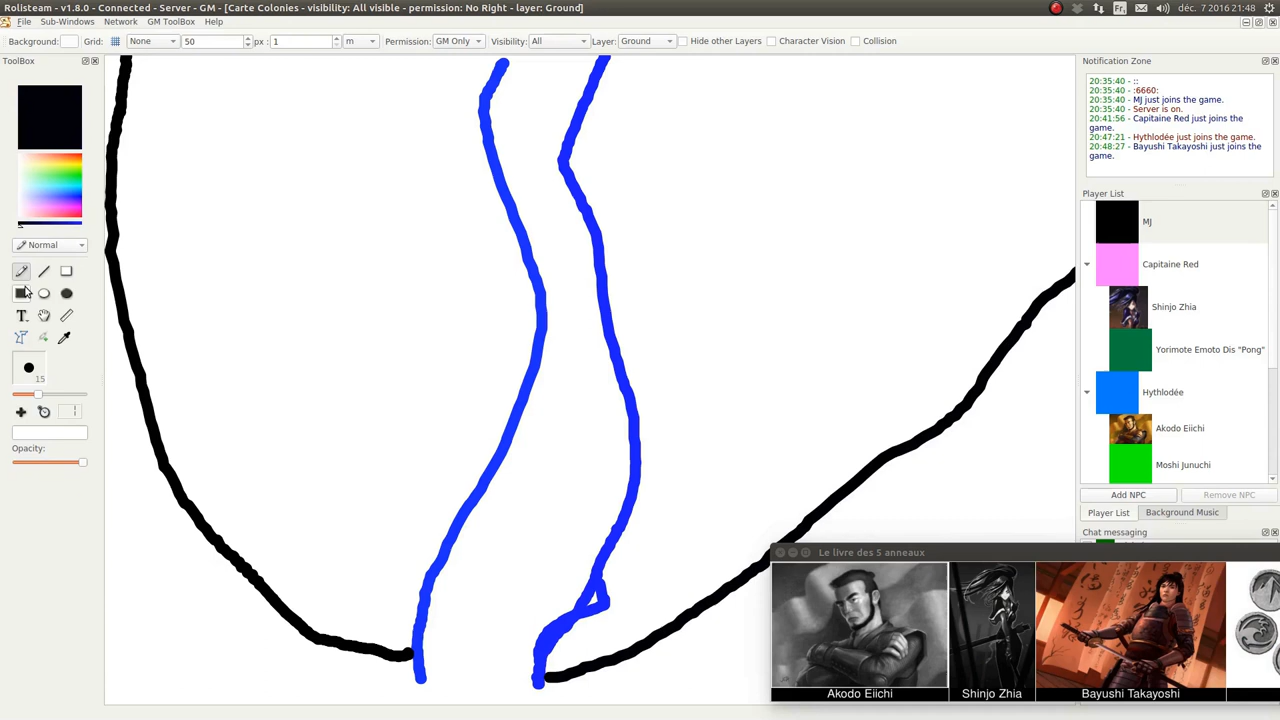 Rolisteam - v1.8.0 - Connected - Server - GM - [Carte Colonies - visibility: All visible - permission: No Right - layer: Ground]
File Sub-Windows Network GM ToolBox Help
Fr, déc. 7 2016 21:48
Background: Grid: None 50 px : 1 m Permission: GM Only Visibility: All Layer: Ground Hide other Layers Character Vision Collision
ToolBox
Normal
T
15
1
Opacity:
Notification Zone
20:35:40 - ::
20:35:40 - :6660:
20:35:40 - MJ just joins the game.
20:35:40 - Server is on.
20:41:56 - Capitaine Red just joins the
game.
20:47:21 - Hythlodée just joins the game.
20:48:27 - Bayushi Takayoshi just joins the
game.
Player List
MJ
Capitaine Red
Shinjo Zhia
Yorimote Emoto Dis "Pong"
Hythlodée
Akodo Eiichi
Moshi Junuchi
Add NPC Remove NPC
Player List Background Music
Chat messaging
Le livre des 5 anneaux
Akodo Eiichi Shinjo Zhia Bayushi Takayoshi